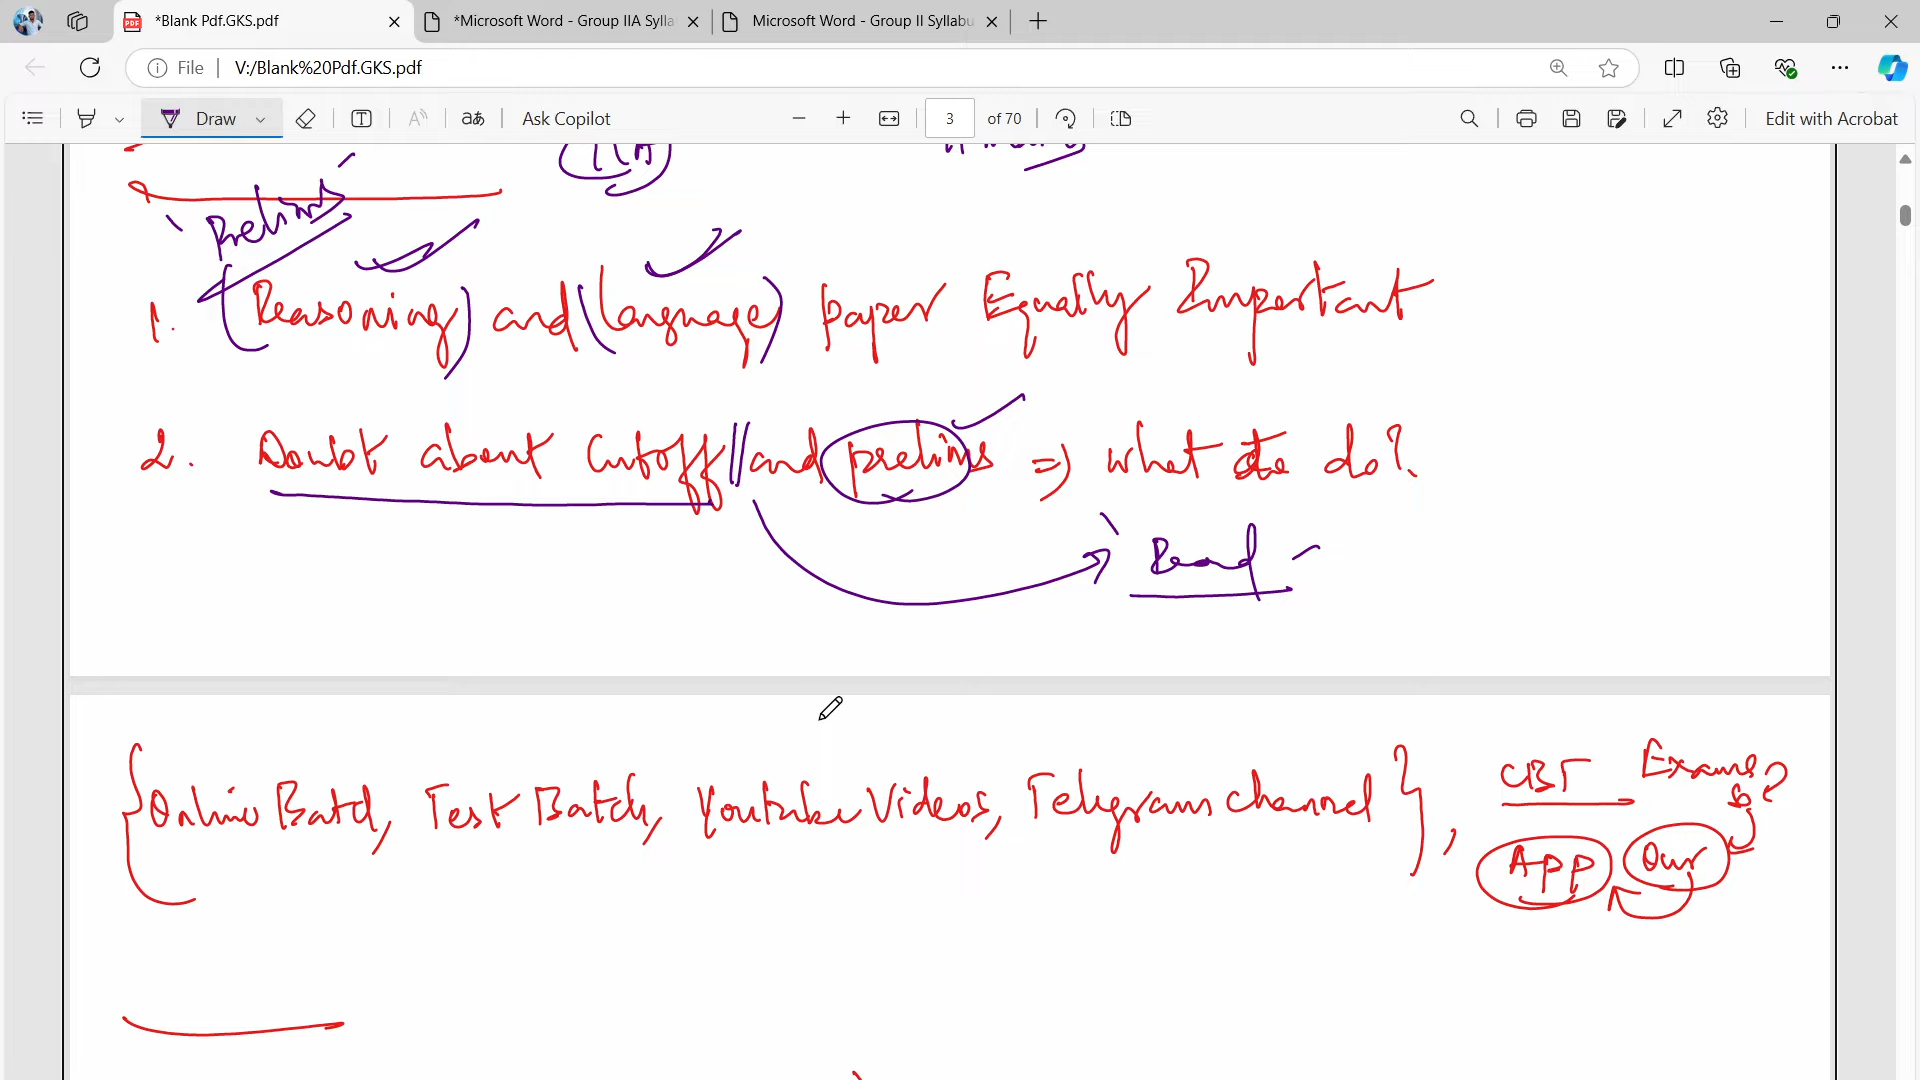 *Blank Pdf.GKS.pdf
*Microsoft Word - Group IIA Sylla
Microsoft Word - Group II Syllabu
File
V:/Blank%20Pdf.GKS.pdf
Draw
Ask Copilot
3 of 70
Edit with Acrobat
(IIA)
Prelims
1. (Reasoning) and (language) paper Equally Important
2. Doubt about Cutoff || and prelims => what to do?
{Online Batch, Test Batch, Youtube Videos, Telegram channel},
CBT Exams?
App Our